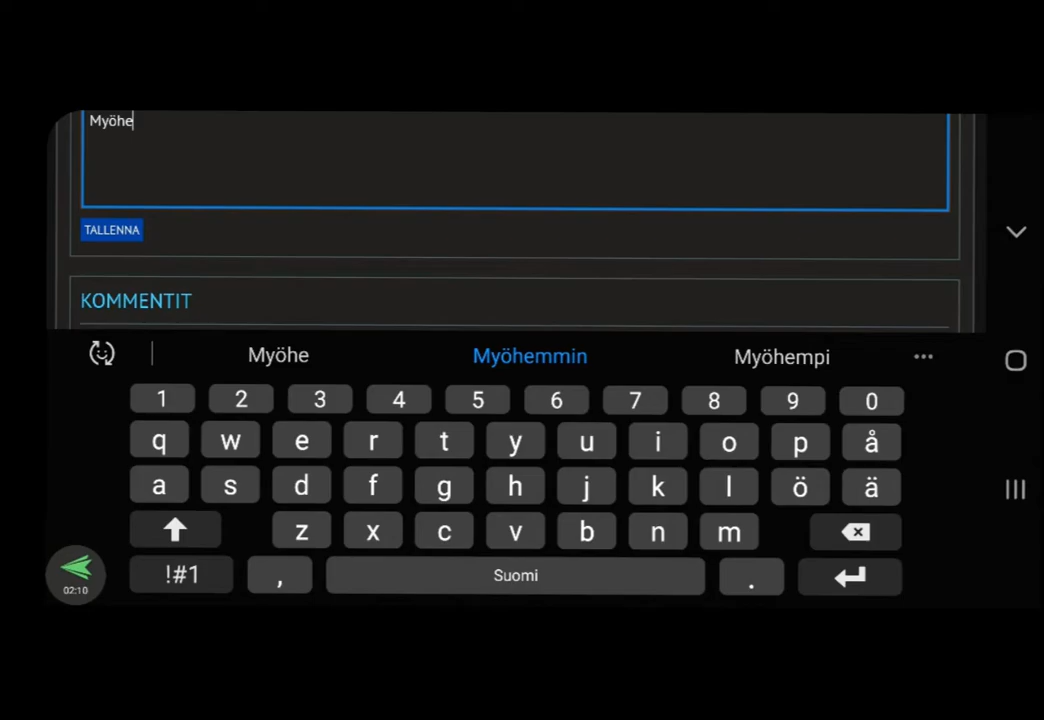 Myöhe
TALLENNA
KOMMENTIT
Myöhe Myöhemmin Myöhempi ...
1 2 3 4 5 6 7 8 9 0
q w e r t y u i o p å
a s d f g h j k l ö ä
z x c v b n m
!#1 , Suomi .
02:10